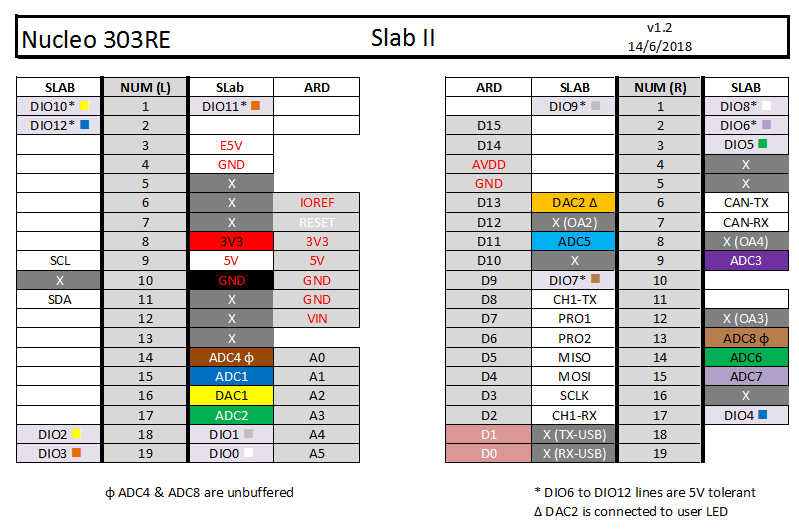 Nucleo 303RE Slab II v1.2
14/6/2018
SLAB NUM (L) SLab ARD ARD SLAB NUM (R) SLAB
DIO10* 1 DIO11* DIO9* 1 DIO8*
DIO12* 2 D15 2 DIO6*
3 E5V D14 3 DIO5
4 GND AVDD 4 X
5 X GND 5 X
6 X IOREF D13 DAC2 Δ 6 CAN-TX
7 X RESET D12 X (OA2) 7 CAN-RX
8 3V3 3V3 D11 ADC5 8 X (OA4)
SCL 9 5V 5V D10 X 9 ADC3
X 10 GND GND D9 DIO7* 10
SDA 11 X GND D8 CH1-TX 11
12 X VIN D7 PRO1 12 X (OA3)
13 X D6 PRO2 13 ADC8 ϕ
14 ADC4 ϕ A0 D5 MISO 14 ADC6
15 ADC1 A1 D4 MOSI 15 ADC7
16 DAC1 A2 D3 SCLK 16 X
17 ADC2 A3 D2 CH1-RX 17 DIO4
DIO2 18 DIO1 A4 D1 X (TX-USB) 18
DIO3 19 DIO0 A5 D0 X (RX-USB) 19
ϕ ADC4 & ADC8 are unbuffered
* DIO6 to DIO12 lines are 5V tolerant
Δ DAC2 is connected to user LED